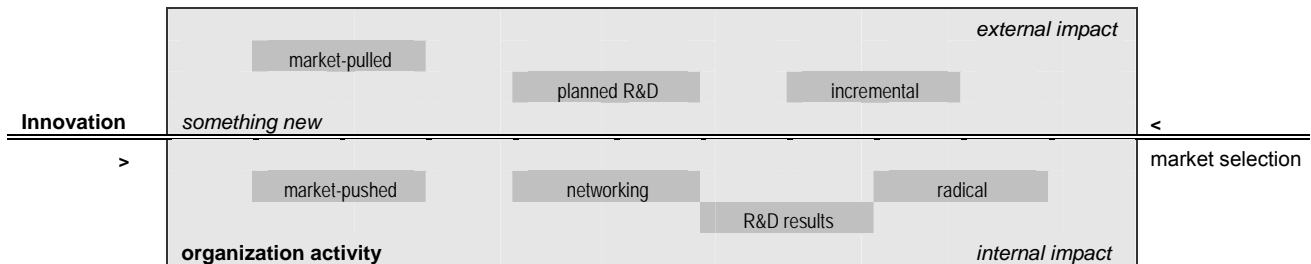 external impact
market-pulled
planned R&D incremental
Innovation something new <
> market selection
market-pushed networking radical
R&D results
organization activity internal impact